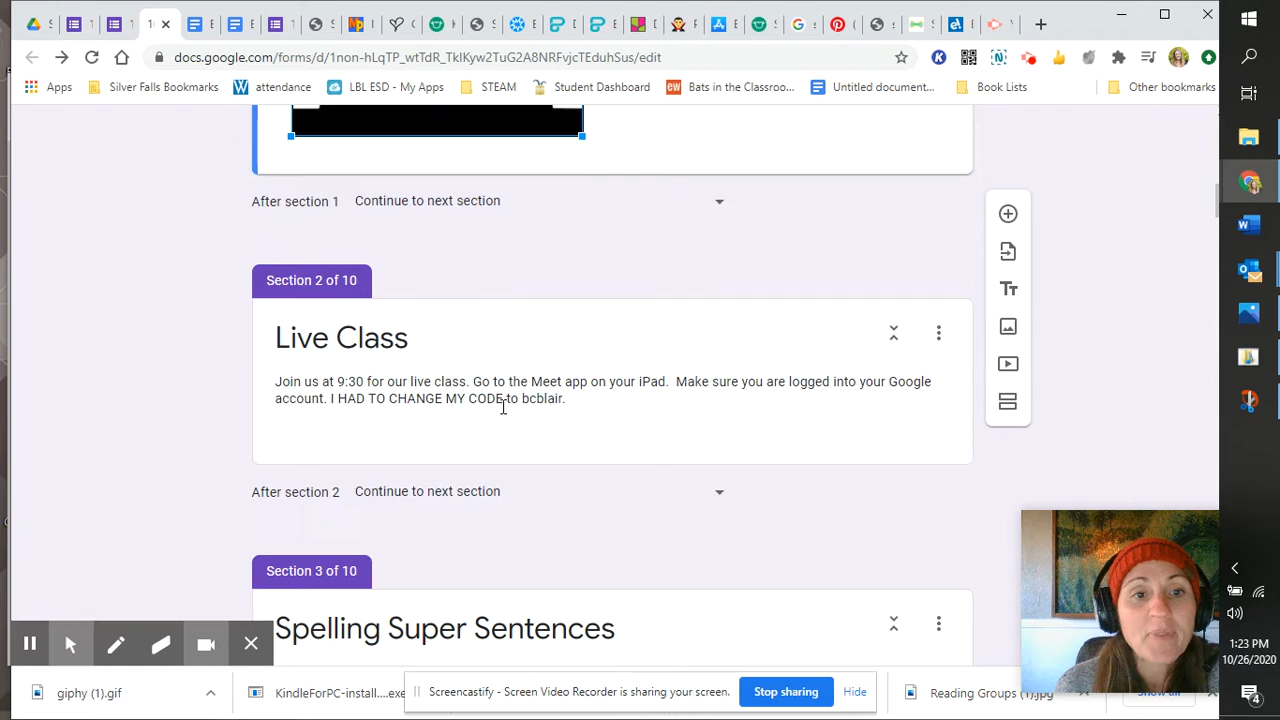 docs.google.com/forms/d/1non-hLqTP_wtTdR_TkIKyw2TuG2A8NRFvjcTEduhSus/edit
Apps
Silver Falls Bookmarks
attendance
LBL ESD - My Apps
STEAM
Student Dashboard
Bats in the Classroo...
Untitled document...
Book Lists
Other bookmarks
After section 1 Continue to next section
Section 2 of 10
Live Class
Join us at 9:30 for our live class. Go to the Meet app on your iPad. Make sure you are logged into your Google
account. I HAD TO CHANGE MY CODE to bcblair.
After section 2 Continue to next section
Section 3 of 10
Spelling Super Sentences
giphy (1).gif
KindleForPC-install....exe
Screencastify - Screen Video Recorder is sharing your screen.
Stop sharing
Hide
Reading Groups (1).jpg
Show all
1:23 PM
10/26/2020
4